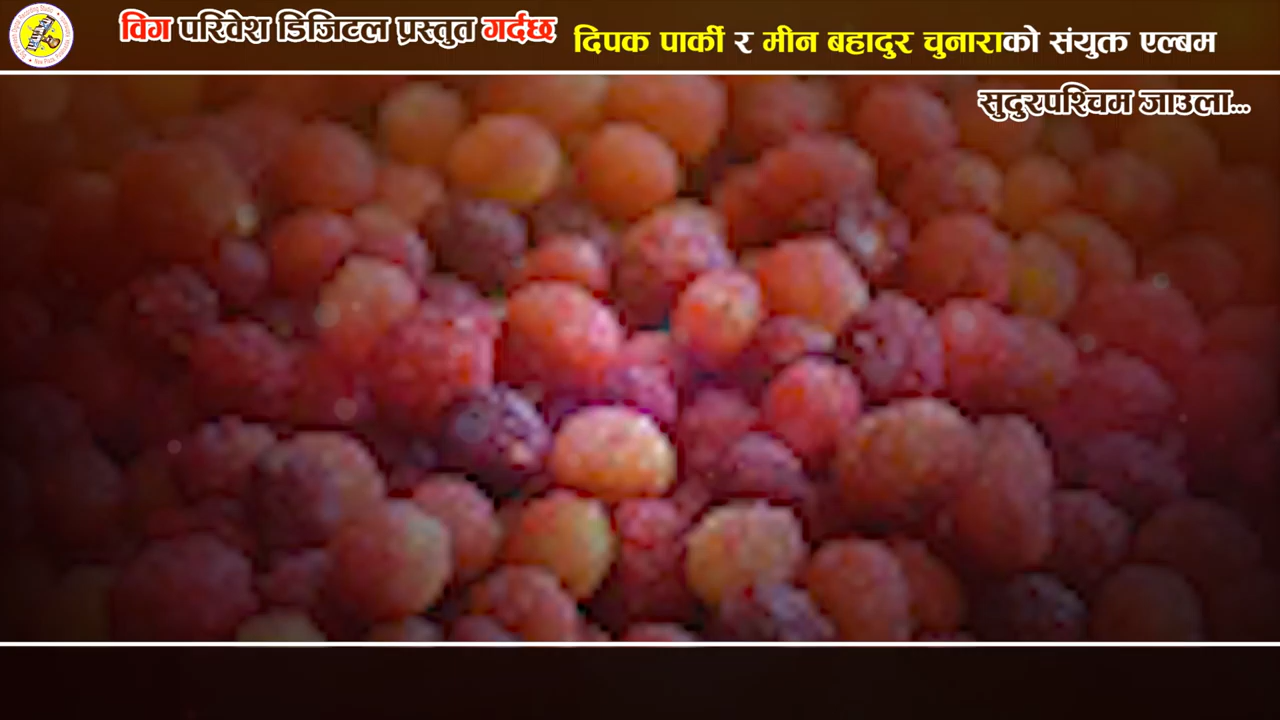 विग परिवेश डिजिटल प्रस्तुत गर्दछ
दिपक पार्की र मीन बहादुर चुनाराको संयुक्त एल्बम
सुदुरपश्चिम जाउला...